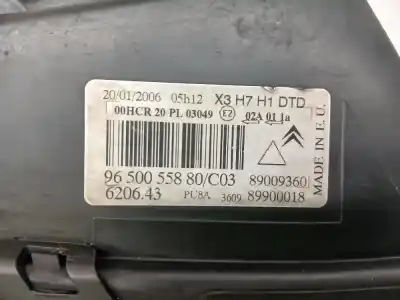 20/01/2006 05h12 X3 H7 H1 DTD
00HCR 20 PL 03049 E2 02A 01 1a
96 500 558 80/C03 89009360
6206.43 PU8A 3609 89900018
MADE IN E.U.